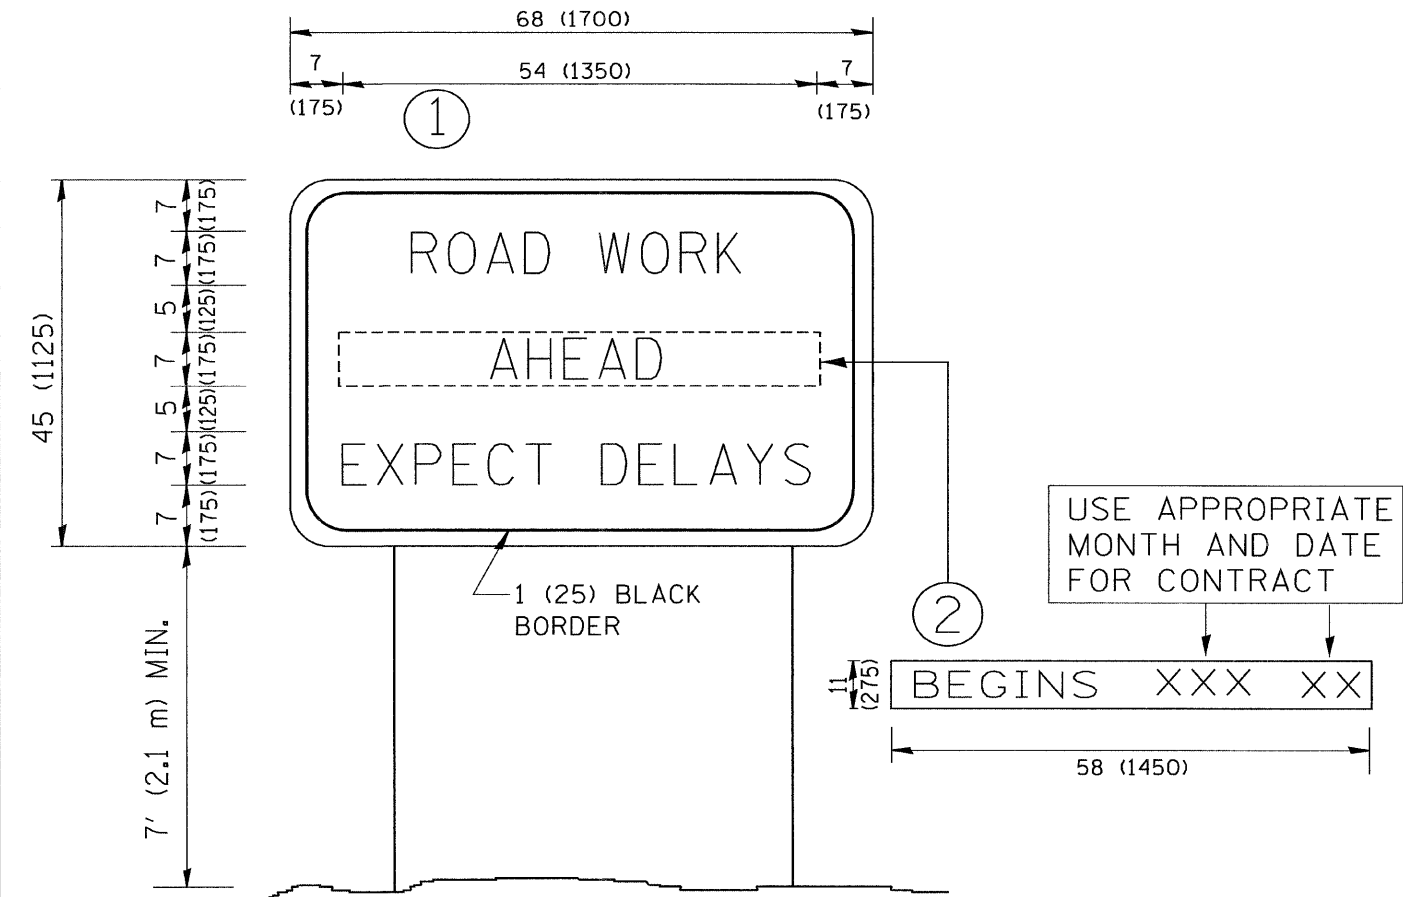 68 (1700)
7 54 (1350) 7
(175) (175)
1
7 (175)
7 (175)
5 (125)
7 (175)
5 (125)
7 (175)
7 (175)
45 (1125)
ROAD WORK
AHEAD
EXPECT DELAYS
1 (25) BLACK
BORDER
7' (2.1 m) MIN.
2
USE APPROPRIATE
MONTH AND DATE
FOR CONTRACT
11
(275)
BEGINS XXX XX
58 (1450)